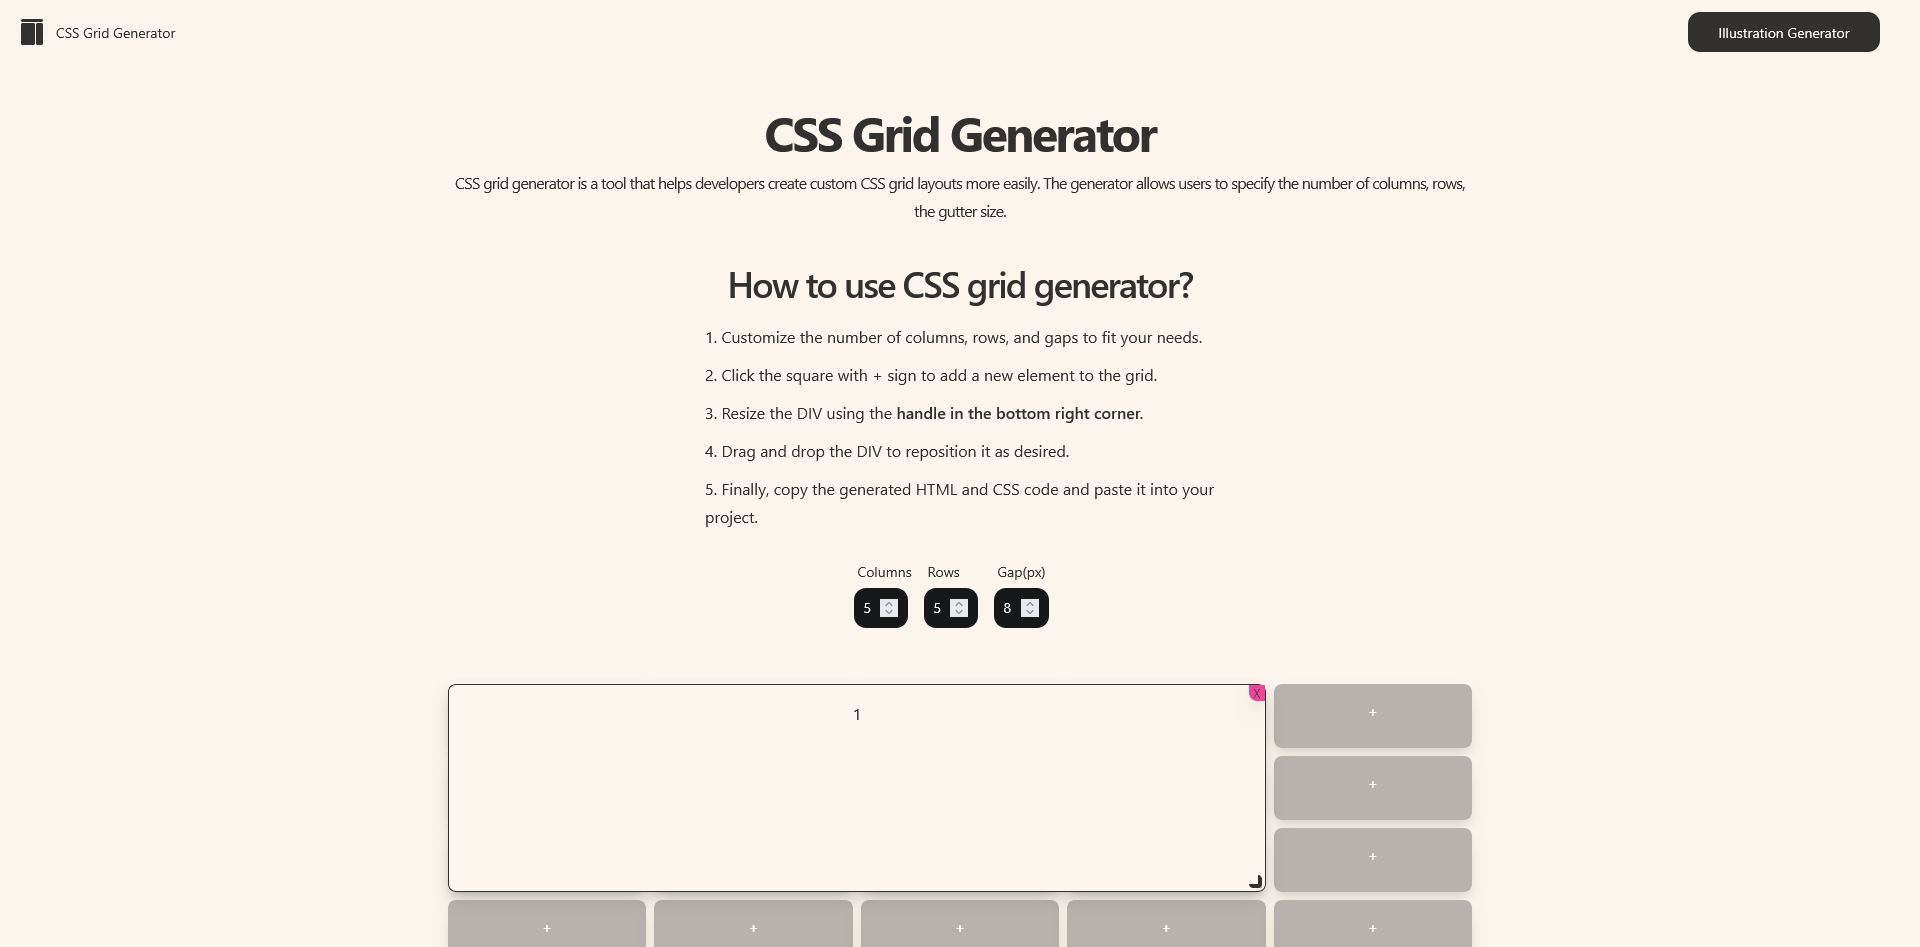 CSS Grid Generator
Illustration Generator
CSS Grid Generator
CSS grid generator is a tool that helps developers create custom CSS grid layouts more easily. The generator allows users to specify the number of columns, rows,
the gutter size.
How to use CSS grid generator?
1. Customize the number of columns, rows, and gaps to fit your needs.
2. Click the square with + sign to add a new element to the grid.
3. Resize the DIV using the handle in the bottom right corner.
4. Drag and drop the DIV to reposition it as desired.
5. Finally, copy the generated HTML and CSS code and paste it into your
project.
Columns Rows Gap(px)
5 5 8
X
1 +
+
+
+ + + + +